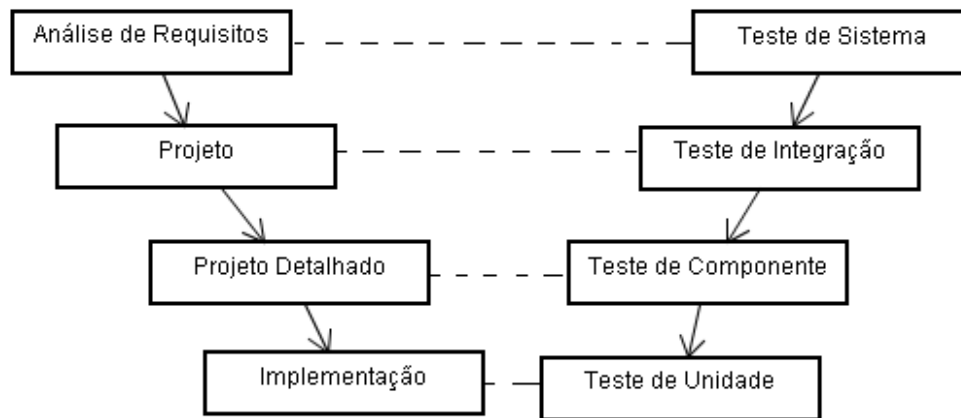 Análise de Requisitos
Teste de Sistema
Projeto
Teste de Integração
Projeto Detalhado
Teste de Componente
Implementação
Teste de Unidade